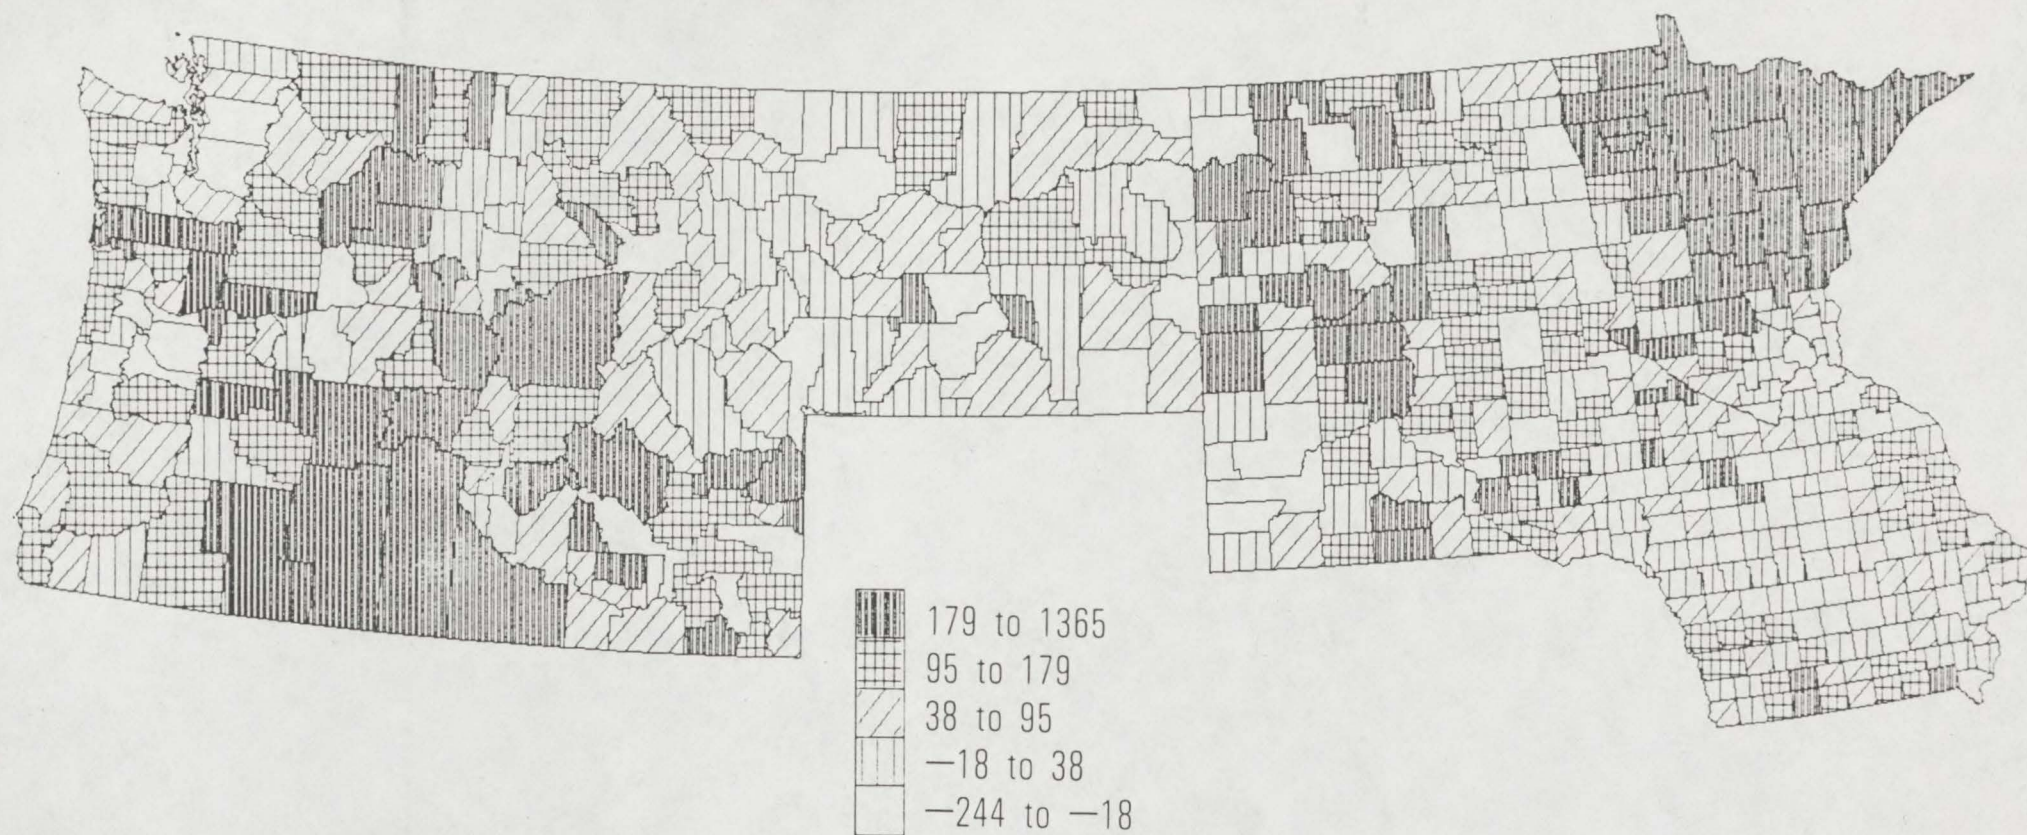 179 to 1365
95 to 179
38 to 95
—18 to 38
—244 to —18